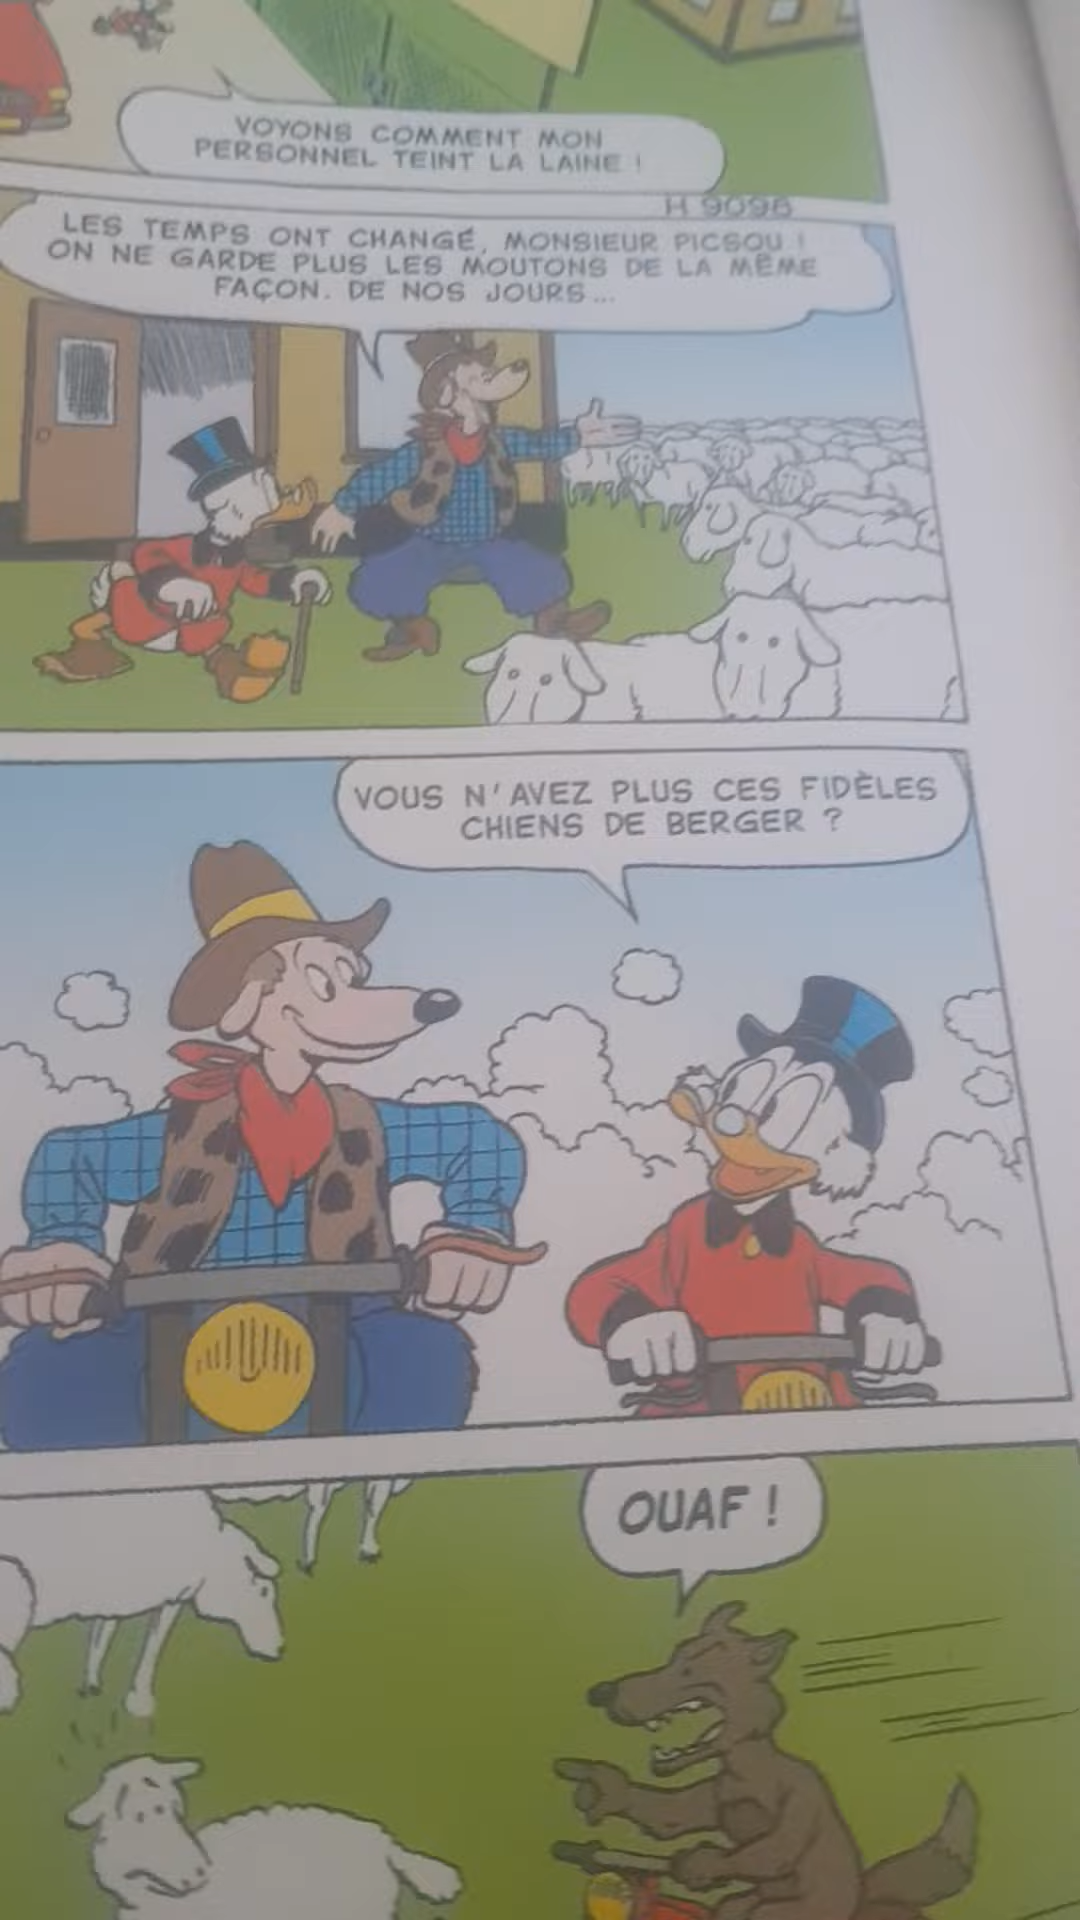 VOYONS COMMENT MON
PERSONNEL TEINT LA LAINE !
H 9096
LES TEMPS ONT CHANGÉ, MONSIEUR PICSOU !
ON NE GARDE PLUS LES MOUTONS DE LA MÊME
FAÇON. DE NOS JOURS...
VOUS N'AVEZ PLUS CES FIDÈLES
CHIENS DE BERGER ?
OUAF !